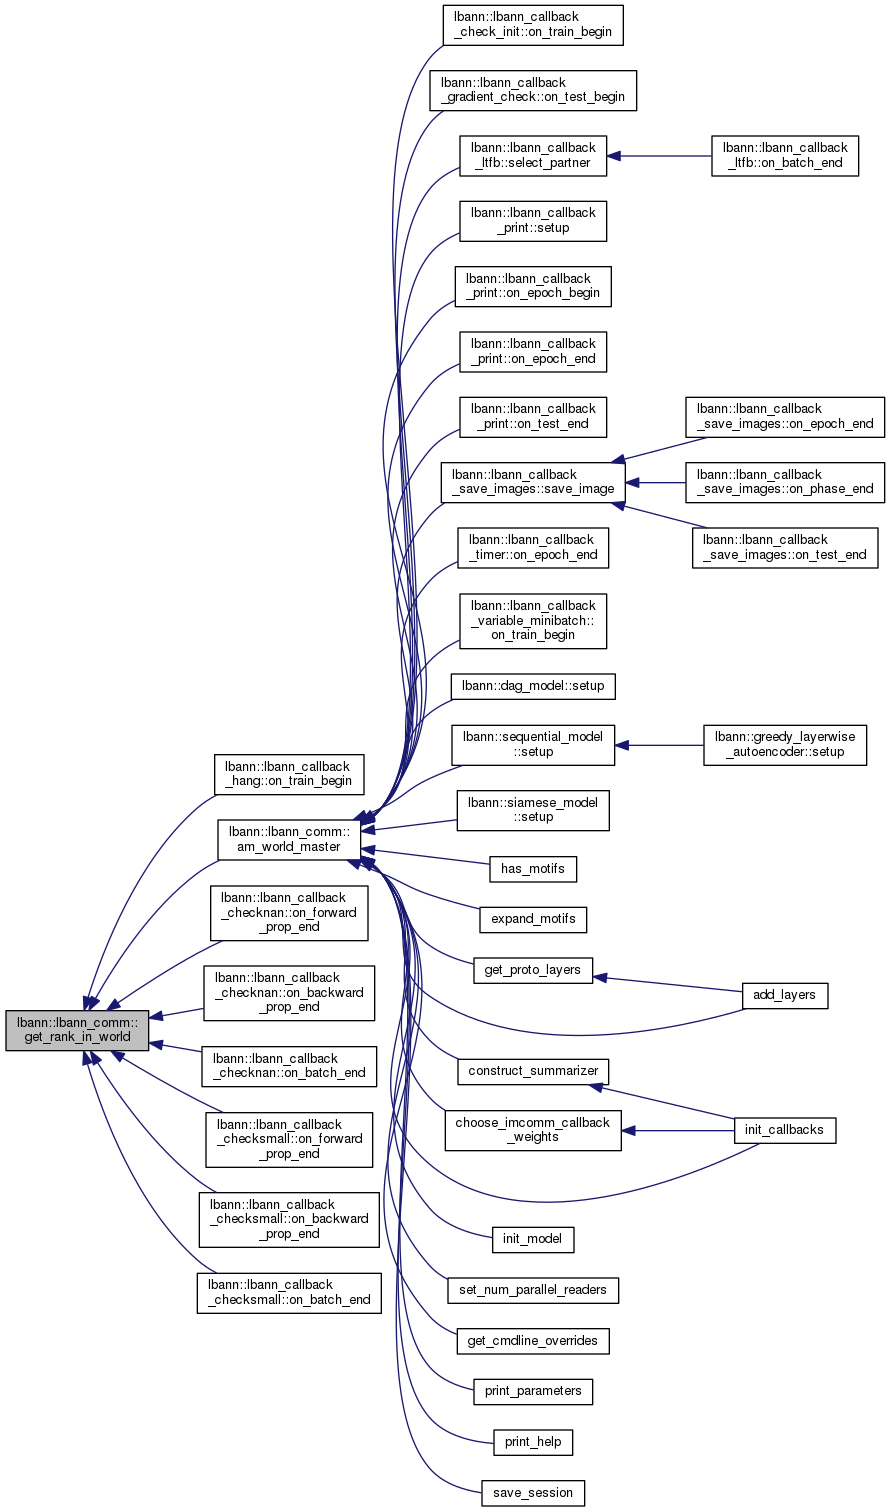 lbann::lbann_callback
_check_init::on_train_begin
lbann::lbann_callback
_gradient_check::on_test_begin
lbann::lbann_callback
_ltfb::select_partner
lbann::lbann_callback
_ltfb::on_batch_end
lbann::lbann_callback
_print::setup
lbann::lbann_callback
_print::on_epoch_begin
lbann::lbann_callback
_print::on_epoch_end
lbann::lbann_callback
_print::on_test_end
lbann::lbann_callback
_save_images::on_epoch_end
lbann::lbann_callback
_save_images::save_image
lbann::lbann_callback
_save_images::on_phase_end
lbann::lbann_callback
_timer::on_epoch_end
lbann::lbann_callback
_save_images::on_test_end
lbann::lbann_callback
_variable_minibatch::
on_train_begin
lbann::dag_model::setup
lbann::sequential_model
::setup
lbann::greedy_layerwise
_autoencoder::setup
lbann::lbann_callback
_hang::on_train_begin
lbann::siamese_model
::setup
lbann::lbann_comm::
am_world_master
has_motifs
lbann::lbann_callback
_checknan::on_forward
_prop_end
expand_motifs
get_proto_layers
lbann::lbann_callback
_checknan::on_backward
_prop_end
add_layers
lbann::lbann_comm::
get_rank_in_world
lbann::lbann_callback
_checknan::on_batch_end
construct_summarizer
lbann::lbann_callback
_checksmall::on_forward
_prop_end
choose_imcomm_callback
_weights
init_callbacks
lbann::lbann_callback
_checksmall::on_backward
_prop_end
init_model
lbann::lbann_callback
_checksmall::on_batch_end
set_num_parallel_readers
get_cmdline_overrides
print_parameters
print_help
save_session